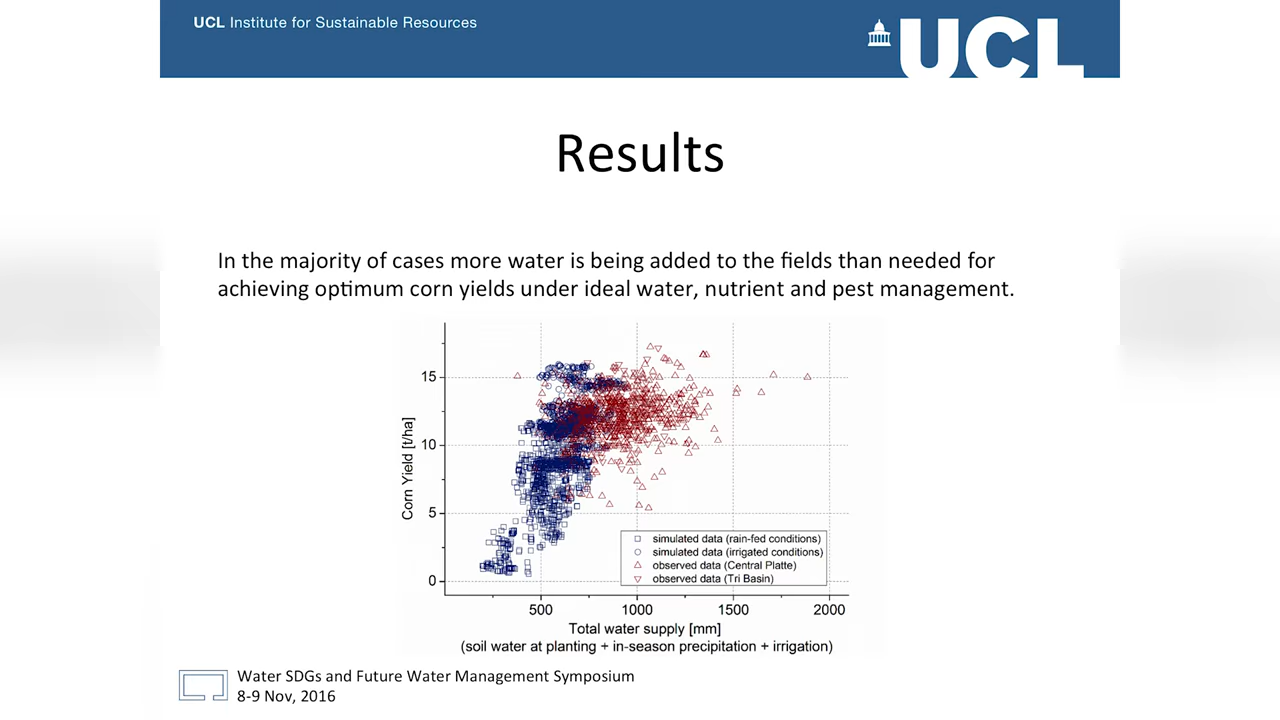 UCL Institute for Sustainable Resources
UCL
Results
In the majority of cases more water is being added to the fields than needed for
achieving optimum corn yields under ideal water, nutrient and pest management.
15
10
5
0
Corn Yield [t/ha]
simulated data (rain-fed conditions)
simulated data (irrigated conditions)
observed data (Central Platte)
observed data (Tri Basin)
500 1000 1500 2000
Total water supply [mm]
(soil water at planting + in-season precipitation + irrigation)
Water SDGs and Future Water Management Symposium
8-9 Nov, 2016